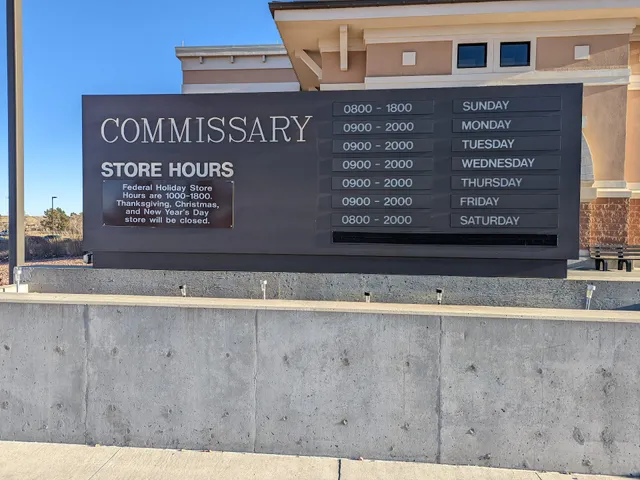 COMMISSARY
STORE HOURS
Federal Holiday Store
Hours are 1000-1800.
Thanksgiving, Christmas,
and New Year's Day
store will be closed.
0800 - 1800 SUNDAY
0900 - 2000 MONDAY
0900 - 2000 TUESDAY
0900 - 2000 WEDNESDAY
0900 - 2000 THURSDAY
0900 - 2000 FRIDAY
0800 - 2000 SATURDAY